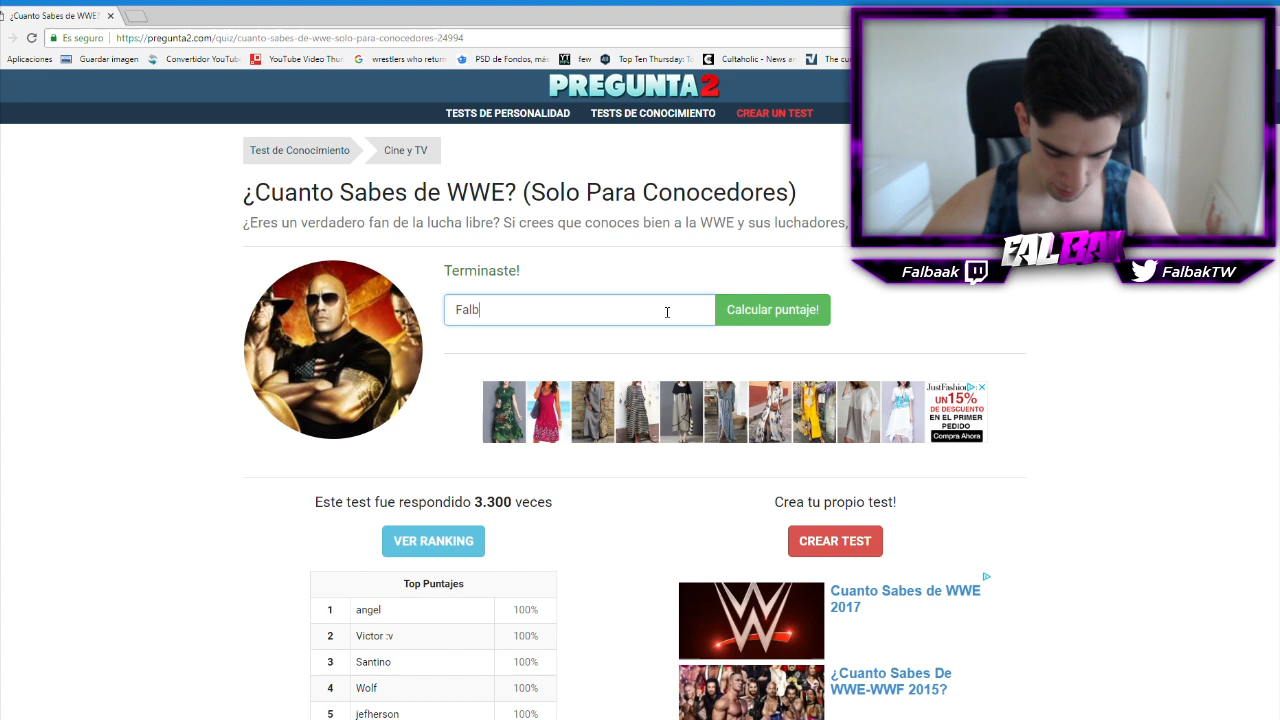 ¿Cuanto Sabes de WWE?
Es seguro
https://pregunta2.com/quiz/cuanto-sabes-de-wwe-solo-para-conocedores-24994
Aplicaciones
Guardar imagen
Convertidor YouTub
YouTube Video Thu
wrestlers who return
PSD de Fondos, más
few
Top Ten Thursday: To
Cultaholic - News a
The cu
PREGUNTA2
TESTS DE PERSONALIDAD
TESTS DE CONOCIMIENTO
CREAR UN TEST
Test de Conocimiento
Cine y TV
¿Cuanto Sabes de WWE? (Solo Para Conocedores)
¿Eres un verdadero fan de la lucha libre? Si crees que conoces bien a la WWE y sus luchadores,
FALBAK
Falbaak
FalbakTW
Terminaste!
Falb
Calcular puntaje!
JustFashion
UN 15%
DE DESCUENTO
EN EL PRIMER
PEDIDO
Compra Ahora
Este test fue respondido 3.300 veces
VER RANKING
Top Puntajes
1 angel 100%
2 Victor :v 100%
3 Santino 100%
4 Wolf 100%
5 jefherson 100%
Crea tu propio test!
CREAR TEST
Cuanto Sabes de WWE
2017
¿Cuanto Sabes De
WWE-WWF 2015?